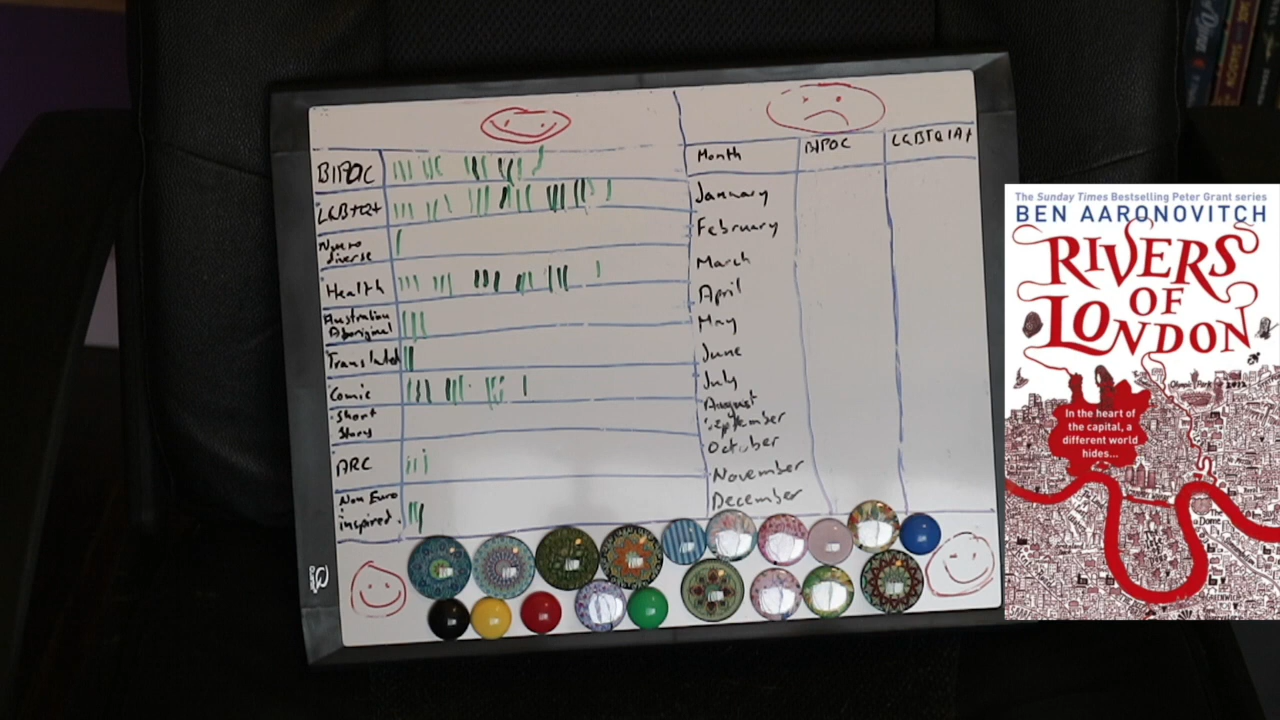 BIPOC
LGBTQ+
Neuro
diverse
Health
Australian
Aboriginal
Translated
Comic
Short
Story
ARC
Non Euro
inspired.
Month
BIPOC
LGBTQIA+
January
February
March
April
May
June
July
August
September
October
November
December
The Sunday Times Bestselling Peter Grant series
BEN AARONOVITCH
RIVERS
OF
LONDON
In the heart of
the capital, a
different world
hides...